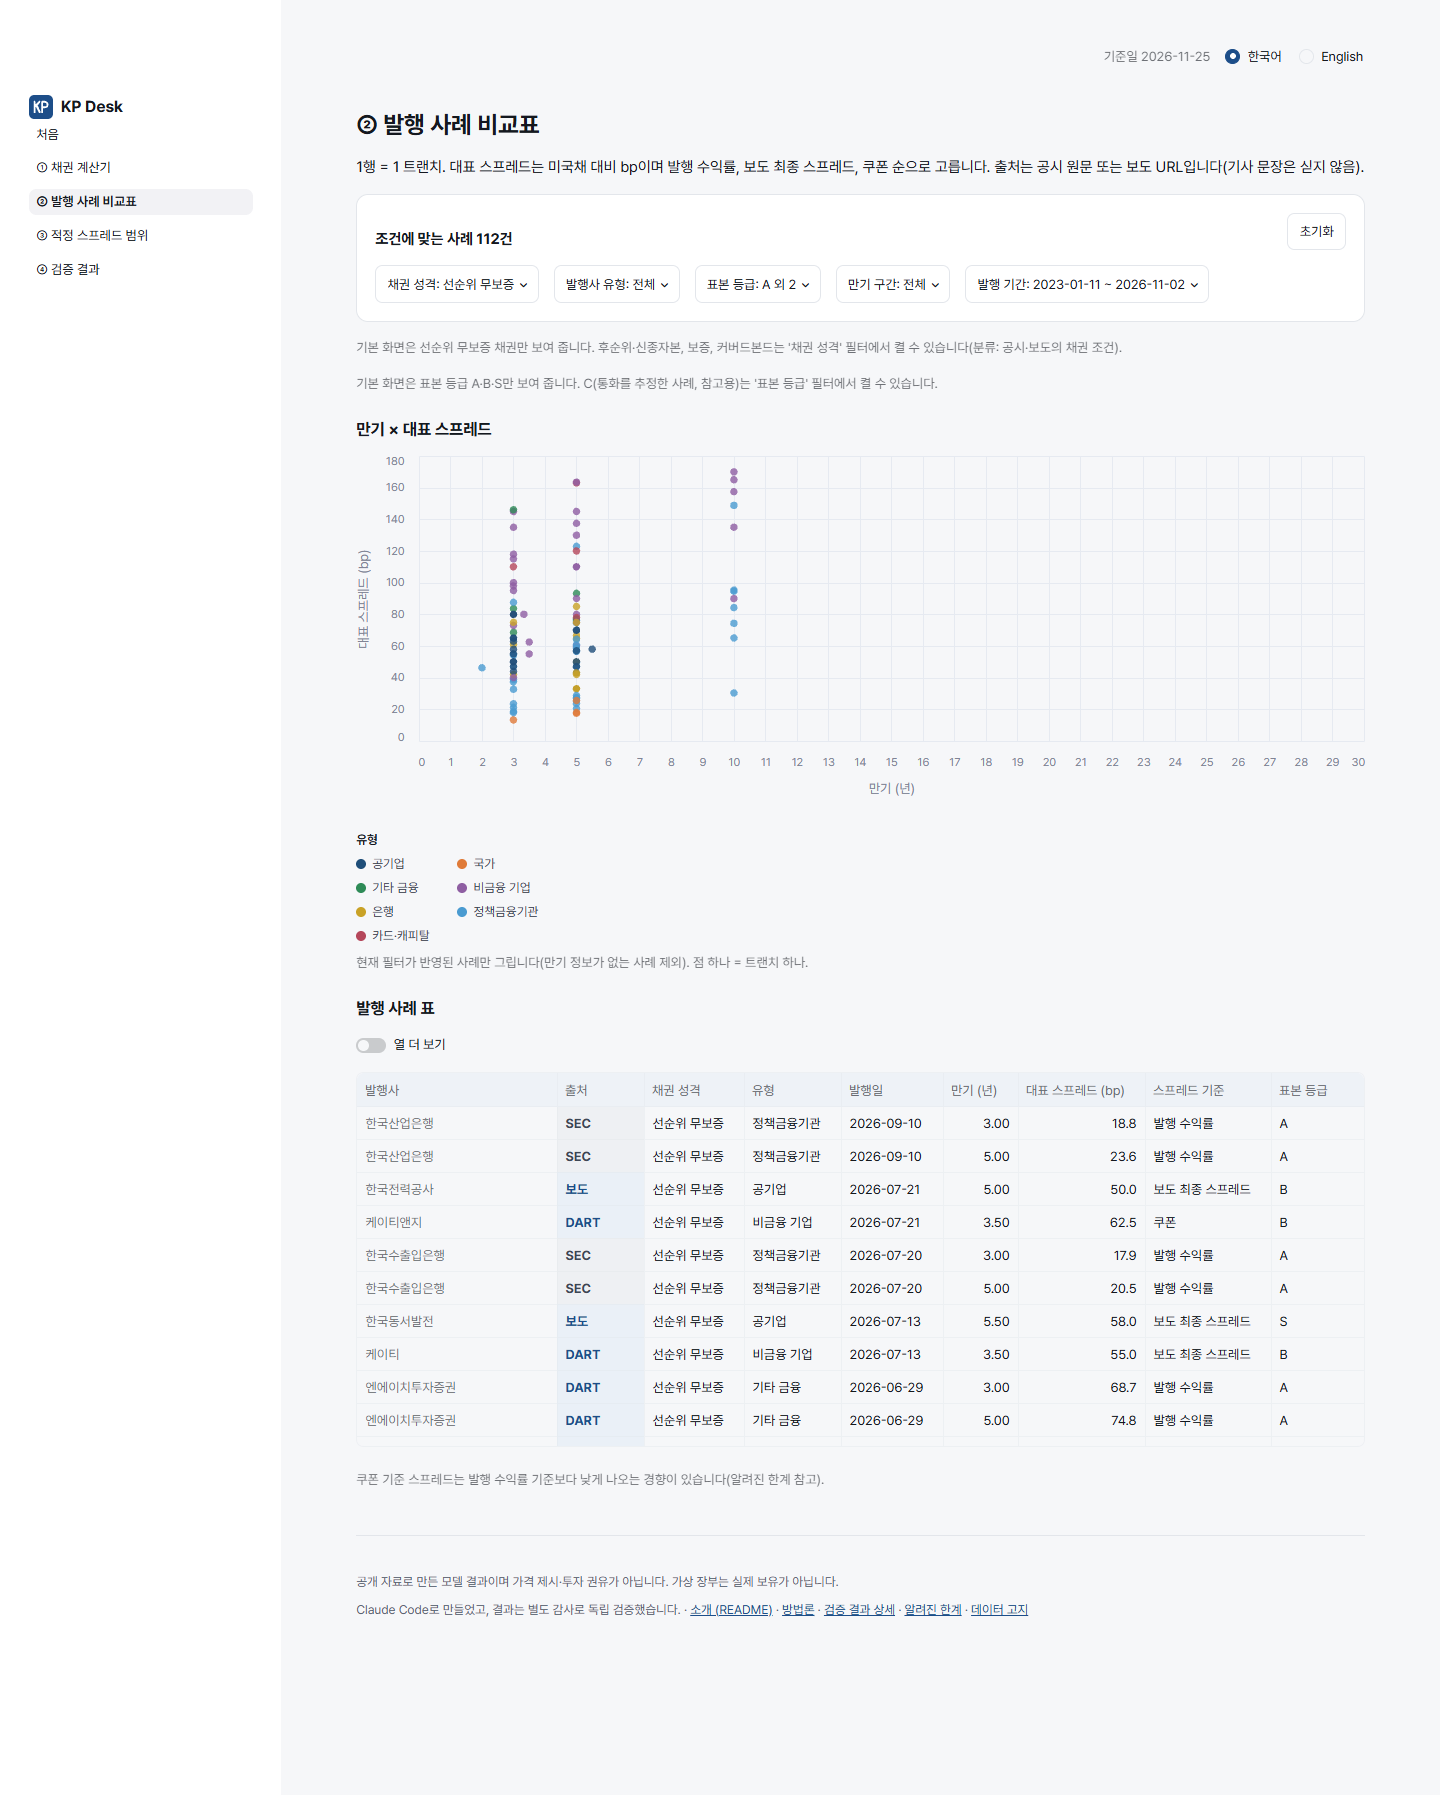 기준일 2026-11-25 한국어 English
KP KP Desk
처음
① 채권 계산기
② 발행 사례 비교표
③ 적정 스프레드 범위
④ 검증 결과
② 발행 사례 비교표
1행 = 1 트랜치. 대표 스프레드는 미국채 대비 bp이며 발행 수익률, 보도 최종 스프레드, 쿠폰 순으로 고릅니다. 출처는 공시 원문 또는 보도 URL입니다(기사 문장은 싣지 않음).
조건에 맞는 사례 112건
초기화
채권 성격: 선순위 무보증 발행사 유형: 전체 표본 등급: A 외 2 만기 구간: 전체 발행 기간: 2023-01-11 ~ 2026-11-02
기본 화면은 선순위 무보증 채권만 보여 줍니다. 후순위·신종자본, 보증, 커버드본드는 '채권 성격' 필터에서 켤 수 있습니다(분류: 공시·보도의 채권 조건).
기본 화면은 표본 등급 A·B·S만 보여 줍니다. C(통화를 추정한 사례, 참고용)는 '표본 등급' 필터에서 켤 수 있습니다.
만기 × 대표 스프레드
대표 스프레드 (bp)
180
160
140
120
100
80
60
40
20
0
0 1 2 3 4 5 6 7 8 9 10 11 12 13 14 15 16 17 18 19 20 21 22 23 24 25 26 27 28 29 30
만기 (년)
유형
공기업 국가
기타 금융 비금융 기업
은행 정책금융기관
카드·캐피탈
현재 필터가 반영된 사례만 그립니다(만기 정보가 없는 사례 제외). 점 하나 = 트랜치 하나.
발행 사례 표
열 더 보기
발행사 출처 채권 성격 유형 발행일 만기 (년) 대표 스프레드 (bp) 스프레드 기준 표본 등급
한국산업은행 SEC 선순위 무보증 정책금융기관 2026-09-10 3.00 18.8 발행 수익률 A
한국산업은행 SEC 선순위 무보증 정책금융기관 2026-09-10 5.00 23.6 발행 수익률 A
한국전력공사 보도 선순위 무보증 공기업 2026-07-21 5.00 50.0 보도 최종 스프레드 B
케이티앤지 DART 선순위 무보증 비금융 기업 2026-07-21 3.50 62.5 쿠폰 B
한국수출입은행 SEC 선순위 무보증 정책금융기관 2026-07-20 3.00 17.9 발행 수익률 A
한국수출입은행 SEC 선순위 무보증 정책금융기관 2026-07-20 5.00 20.5 발행 수익률 A
한국동서발전 보도 선순위 무보증 공기업 2026-07-13 5.50 58.0 보도 최종 스프레드 S
케이티 DART 선순위 무보증 비금융 기업 2026-07-13 3.50 55.0 보도 최종 스프레드 B
엔에이치투자증권 DART 선순위 무보증 기타 금융 2026-06-29 3.00 68.7 발행 수익률 A
엔에이치투자증권 DART 선순위 무보증 기타 금융 2026-06-29 5.00 74.8 발행 수익률 A
쿠폰 기준 스프레드는 발행 수익률 기준보다 낮게 나오는 경향이 있습니다(알려진 한계 참고).
공개 자료로 만든 모델 결과이며 가격 제시·투자 권유가 아닙니다. 가상 장부는 실제 보유가 아닙니다.
Claude Code로 만들었고, 결과는 별도 감사로 독립 검증했습니다. · 소개 (README) · 방법론 · 검증 결과 상세 · 알려진 한계 · 데이터 고지